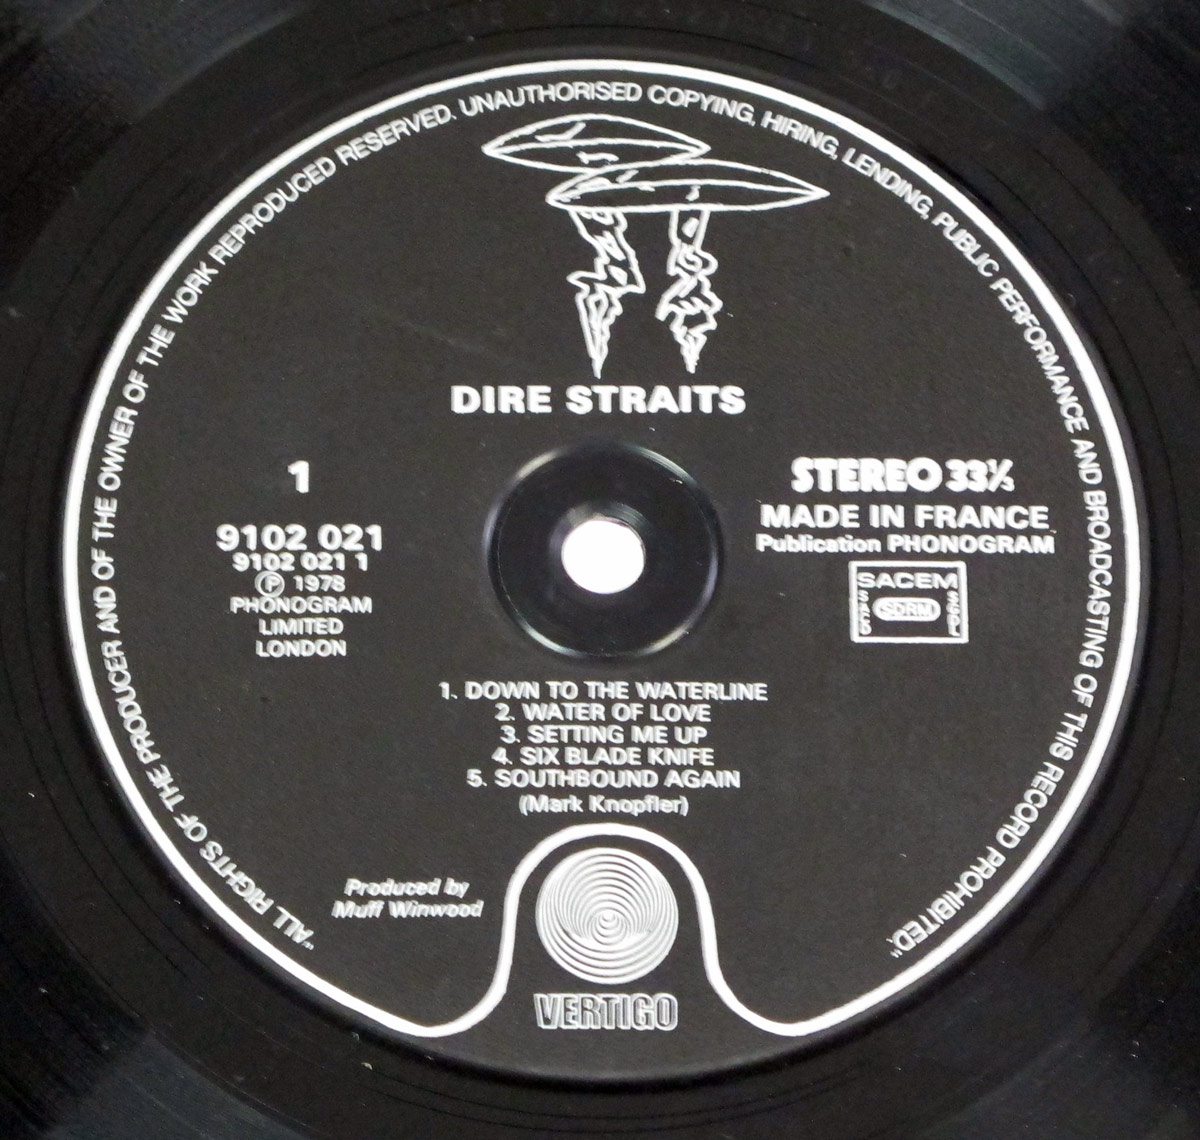 "ALL RIGHTS OF THE PRODUCER AND OF THE OWNER OF THE WORK REPRODUCED RESERVED. UNAUTHORISED COPYING, HIRING, LENDING, PUBLIC PERFORMANCE AND BROADCASTING OF THIS RECORD PROHIBITED."
DIRE STRAITS
1
9102 021
9102 021 1
Ⓟ 1978
PHONOGRAM
LIMITED
LONDON
STEREO 33⅓
MADE IN FRANCE
Publication PHONOGRAM
SACEM
SACD
SDRM
SGDL
1. DOWN TO THE WATERLINE
2. WATER OF LOVE
3. SETTING ME UP
4. SIX BLADE KNIFE
5. SOUTHBOUND AGAIN
(Mark Knopfler)
Produced by
Muff Winwood
VERTIGO